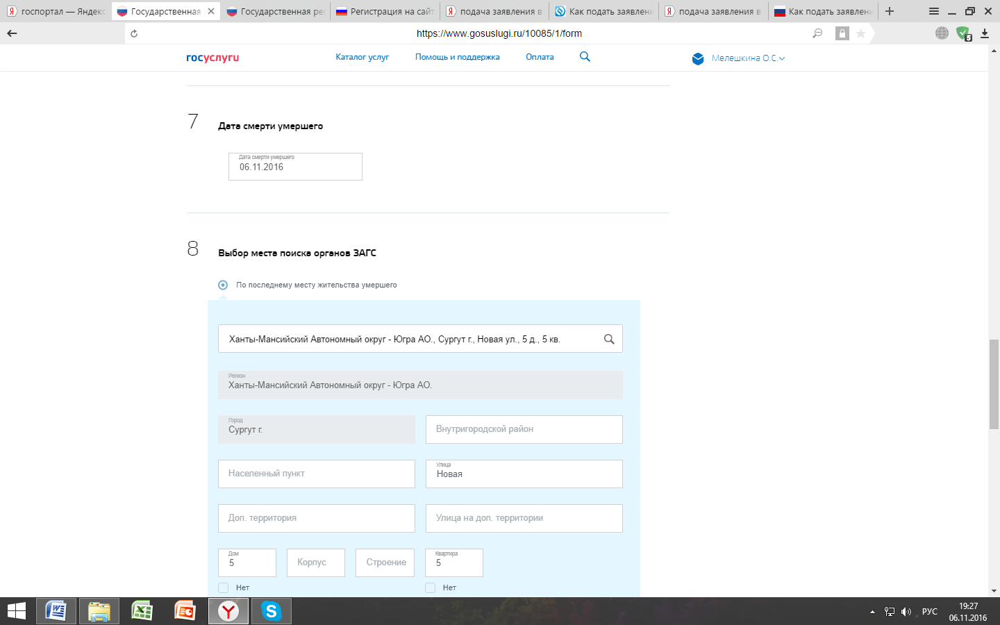 госпортал — Яндекс
Государственная
Государственная рег
Регистрация на сайт
подача заявления в
Как подать заявлени
подача заявления в
Как подать заявлени
https://www.gosuslugi.ru/10085/1/form
5
госуслуги
Каталог услуг
Помощь и поддержка
Оплата
Мелешкина О.С.
7
Дата смерти умершего
Дата смерти умершего
06.11.2016
8
Выбор места поиска органов ЗАГС
По последнему месту жительства умершего
Ханты-Мансийский Автономный округ - Югра АО., Сургут г., Новая ул., 5 д., 5 кв.
Регион
Ханты-Мансийский Автономный округ - Югра АО.
Город
Сургут г.
Внутригородской район
Населенный пункт
Улица
Новая
Доп. территория
Улица на доп. территории
Дом
5
Корпус
Строение
Квартира
5
Нет
Нет
РУС
19:27
06.11.2016